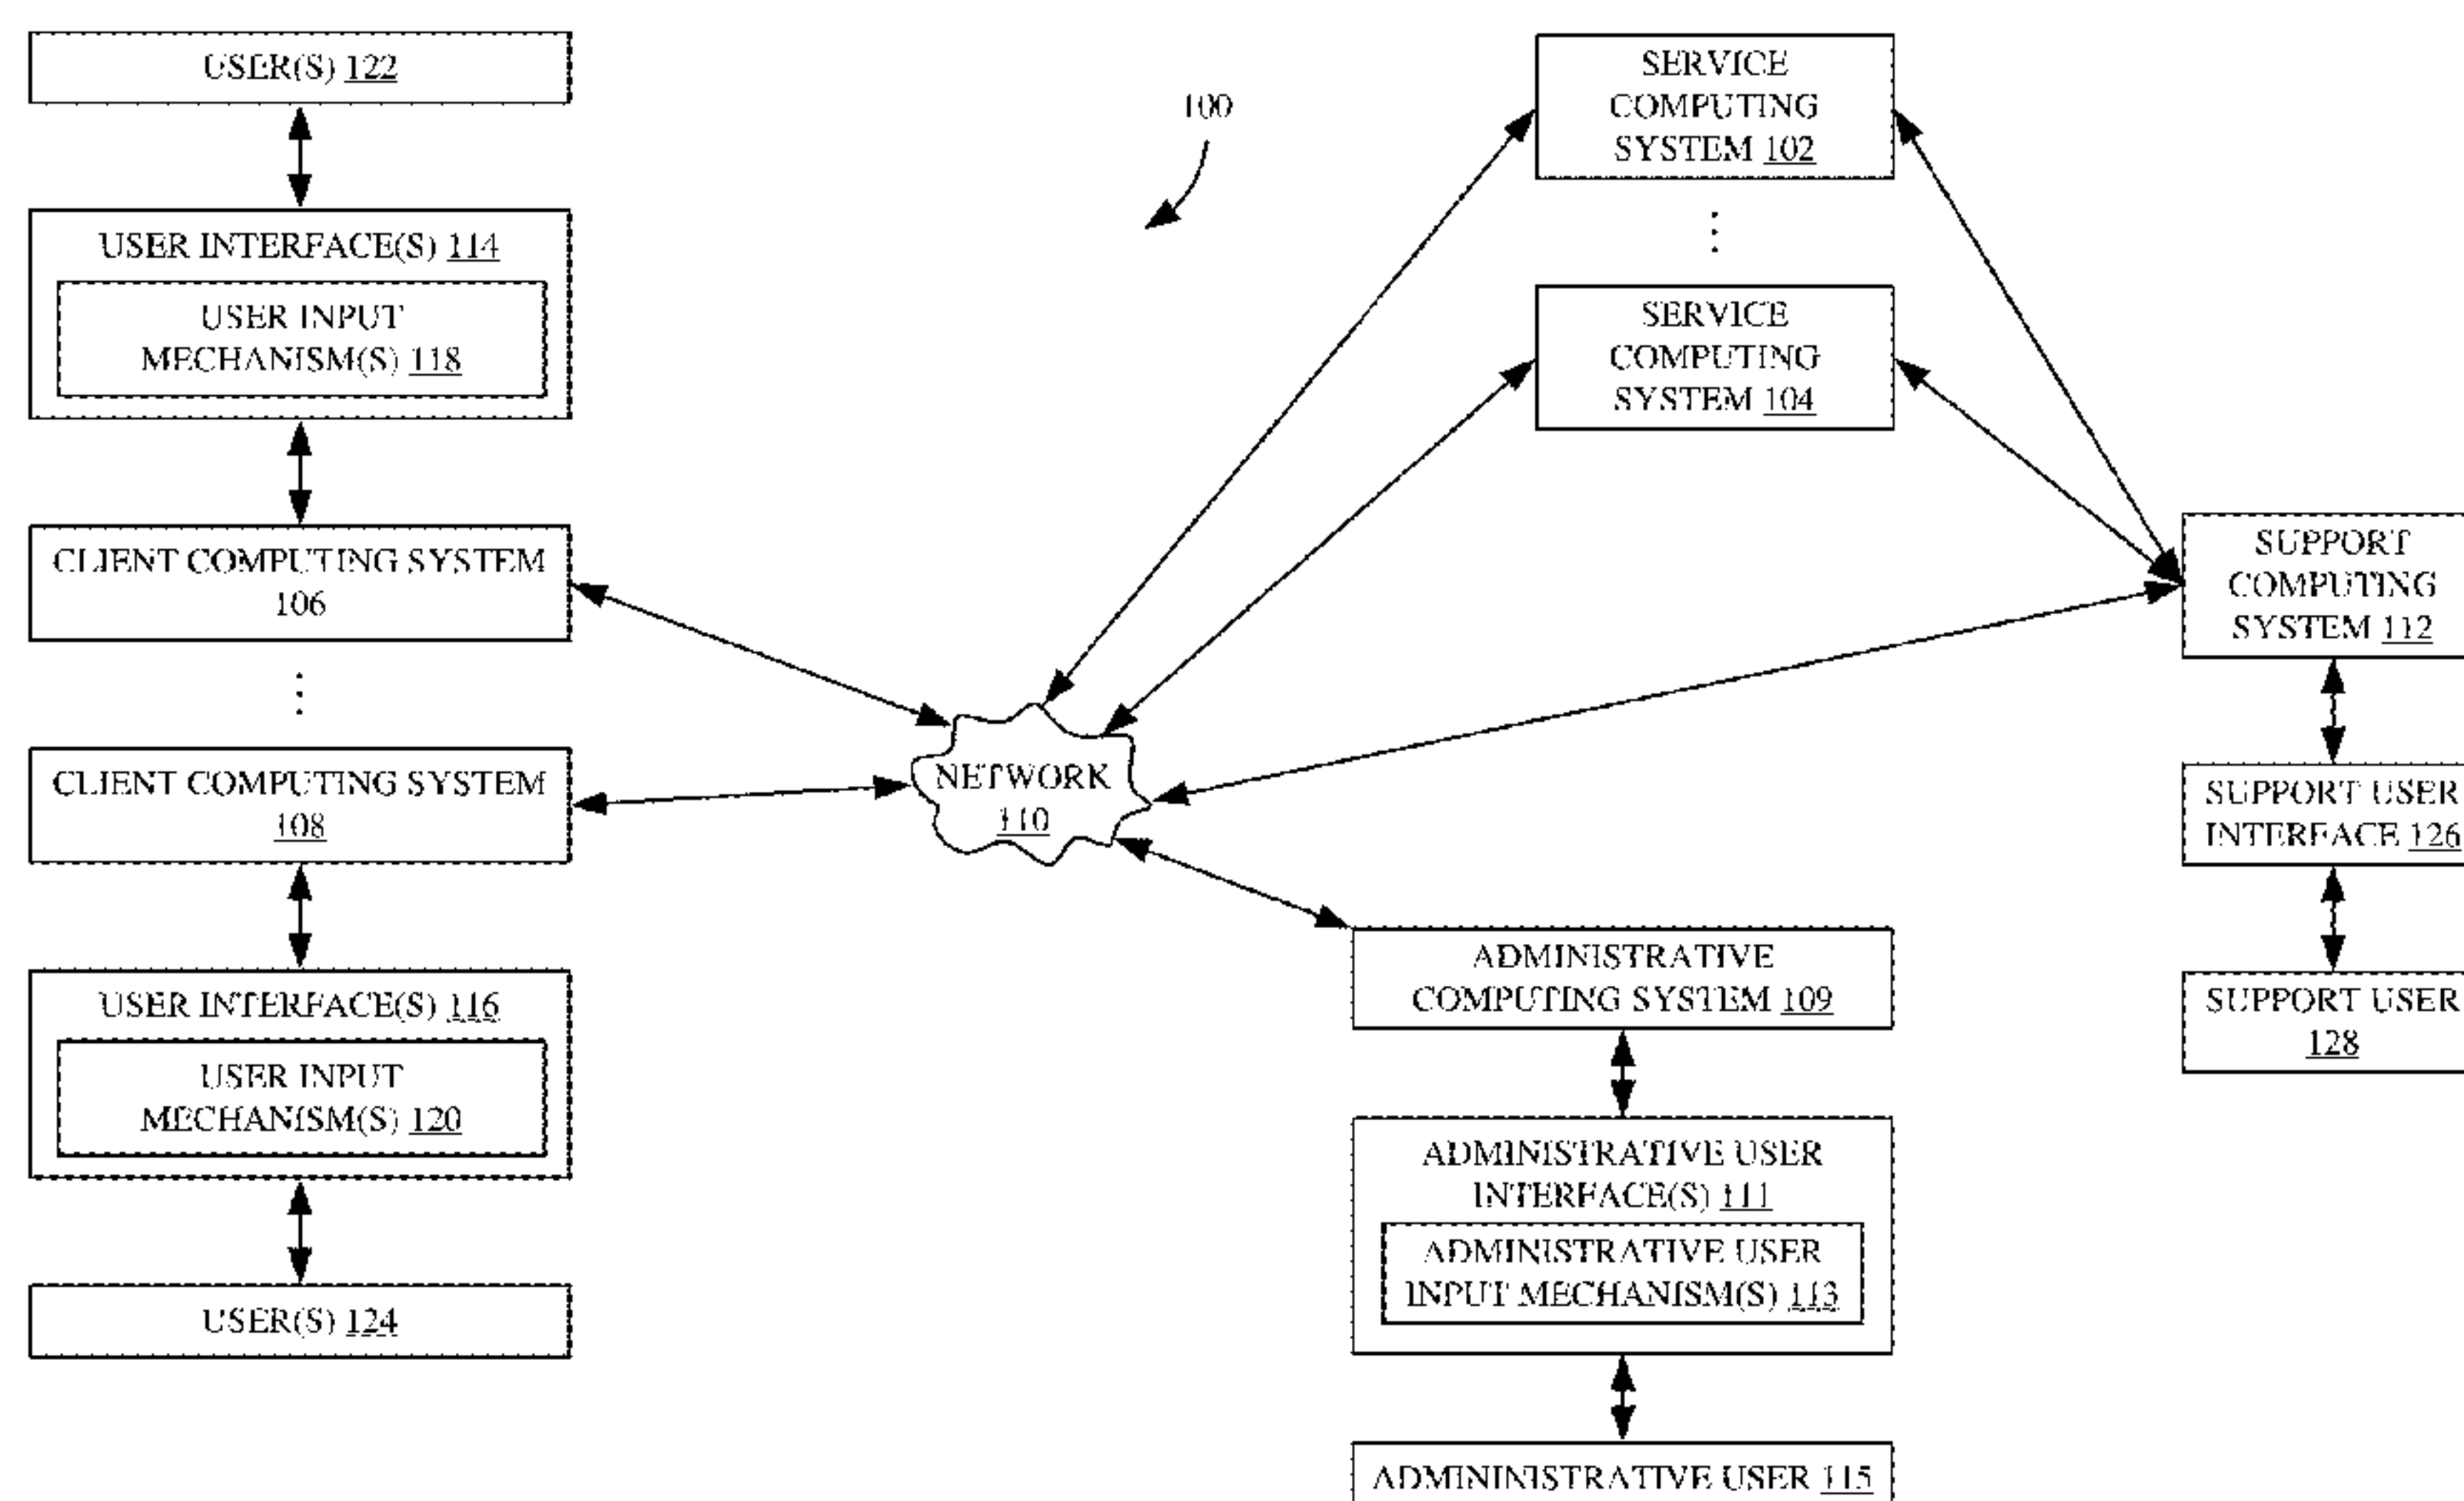 USER(S) 122
USER INTERFACE(S) 114
USER INPUT
MECHANISM(S) 118
CLIENT COMPUTING SYSTEM
106
CLIENT COMPUTING SYSTEM
108
USER INTERFACE(S) 116
USER INPUT
MECHANISM(S) 120
USER(S) 124
100
NETWORK
110
SERVICE
COMPUTING
SYSTEM 102
SERVICE
COMPUTING
SYSTEM 104
ADMINISTRATIVE
COMPUTING SYSTEM 109
ADMINISTRATIVE USER
INTERFACE(S) 111
ADMINISTRATIVE USER
INPUT MECHANISM(S) 113
ADMININISTRATIVE USER 115
SUPPORT
COMPUTING
SYSTEM 112
SUPPORT USER
INTERFACE 126
SUPPORT USER
128